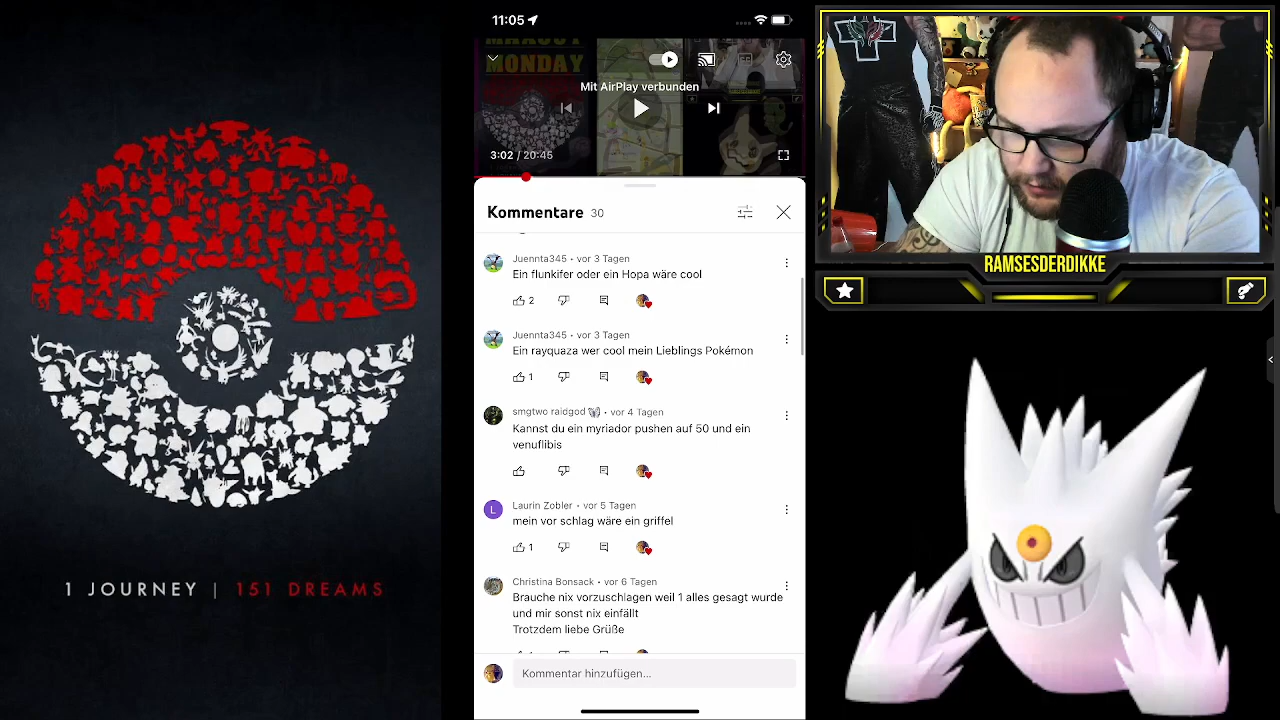 1 JOURNEY | 151 DREAMS
11:05
MONDAY
Mit AirPlay verbunden
3:02 / 20:45
Kommentare 30
Juennta345 • vor 3 Tagen
Ein flunkifer oder ein Hopa wäre cool
2
Juennta345 • vor 3 Tagen
Ein rayquaza wer cool mein Lieblings Pokémon
1
smgtwo raidgod • vor 4 Tagen
Kannst du ein myriador pushen auf 50 und ein
venuflibis
L
Laurin Zobler • vor 5 Tagen
mein vor schlag wäre ein griffel
1
Christina Bonsack • vor 6 Tagen
Brauche nix vorzuschlagen weil 1 alles gesagt wurde
und mir sonst nix einfällt
Trotzdem liebe Grüße
Kommentar hinzufügen...
RAMSESDERDIKKE